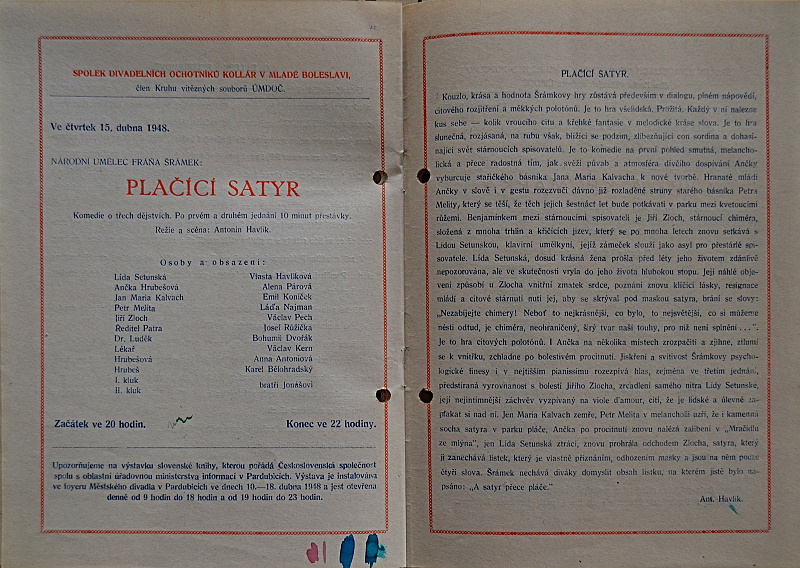 SPOLEK DIVADELNÍCH OCHOTNÍKŮ KOLLÁR V MLADÉ BOLESLAVI,
člen Kruhu vítězných souborů ÚMDOČ.
Ve čtvrtek 15. dubna 1948.
NÁRODNÍ UMĚLEC FRÁŇA ŠRÁMEK:
PLAČÍCÍ SATYR
Komedie o třech dějstvích. Po prvém a druhém jednání 10 minut přestávky.
Režie a scéna: Antonín Havlík.
Osoby a obsazení:
Lída Setunská Vlasta Havlíková
Ančka Hrubešová Alena Párová
Jan Maria Kalvach Emil Koníček
Petr Melita Láďa Najman
Jiří Zloch Václav Pech
Ředitel Patra Josef Růžička
Dr. Luděk Bohumil Dvořák
Lékař Václav Kern
Hrubešová Anna Antoniová
Hrubeš Karel Bělohradský
I. kluk
II. kluk bratři Jonášovi
Začátek ve 20 hodin. Konec ve 22 hodiny.
Upozorňujeme na výstavku slovenské knihy, kterou pořádá Československá společnost
spolu s oblastní úřadovnou ministerstva informací v Pardubicích. Výstava je instalována
ve foyeru Městského divadla v Pardubicích ve dnech 10.—18. dubna 1948 a jest otevřena
denně od 9 hodin do 18 hodin a od 19 hodin do 23 hodin.
PLAČÍCÍ SATYR.
Kouzlo, krása a hodnota Šrámkovy hry zůstává především v dialogu, plném nápovědí,
citového rozjitření a měkkých polotónů. Je to hra všelidská. Prožitá. Každý v ní nalezne
kus sebe — kolik vroucího citu a křehké fantasie v melodické kráse slova. Je to hra
slunečná, rozjásaná, na rubu však, blížící se podzim, zlibezňující con sordina a dohasí-
nající svět stárnoucích spisovatelů. Je to komedie na první pohled smutná, melancho-
lická a přece radostná tím, jak svěží půvab a atmosféra dívčího dospívání Ančky
vyburcuje stařičkého básníka Jana Maria Kalvacha k nové tvorbě. Hranaté mládí
Ančky v slově i v gestu rozezvučí dávno již rozladěné struny starého básníka Petra
Melity, který se těší, že těch jejích šestnáct let bude potkávati v parku mezi kvetoucími
růžemi. Benjamínkem mezi stárnoucími spisovateli je Jiří Zloch, stárnoucí chiméra,
složená z mnoha trhlin a křičících jizev, který se po mnoha letech znovu setkává s
Lídou Setunskou, klavírní umělkyní, jejíž zámeček slouží jako asyl pro přestárlé spi-
sovatele. Lída Setunská, dosud krásná žena prošla před léty jeho životem zdánlivě
nepozorována, ale ve skutečnosti vryla do jeho života hlubokou stopu. Její náhlé obje-
vení způsobí u Zlocha vnitřní zmatek srdce, poznání znovu klíčící lásky, resignace
mládí a citové stárnutí nutí jej, aby se skrýval pod maskou satyra, brání se slovy:
„Nezabíjejte chimery! Neboť to nejkrásnější, co bylo, to nejsvětější, co si můžeme
nésti odtud, je chiméra, neohraničený, širý tvar naší touhy, pro niž není splnění . . .".
Je to hra citových polotónů. I Ančka na několika místech zrozpačití a zjihne, ztlumí
se k vnitřku, zchladne po bolestivém procitnutí. Jiskření a svitivost Šrámkovy psycho-
logické finesy i v nejtišším pianissimu rozezpívá hlas, zejména ve třetím jednání,
předstíraná vyrovnanost s bolestí Jiřího Zlocha, zrcadlení samého nitra Lídy Setunské,
její nejintimnější záchvěv vyzpívaný na viole d'amour, cítí, že je lidské a úlevné za-
plakat si nad ní. Jen Maria Kalvach zemře, Petr Melita v melancholii uzří, že i kamenná
socha satyra v parku pláče, Ančka po procitnutí znovu nalézá zalíbení v „Mračidlu
ze mlýna", jen Lída Setunská ztrácí, znovu prohrála odchodem Zlocha, satyra, který
jí zanechává lístek, který je vlastně přiznáním, odhozením masky a jsou na něm pouze
čtyři slova. Šrámek nechává diváky domyslit obsah lístku, na kterém jistě bylo na-
psáno: „A satyr přece pláče."
Ant. Havlík.